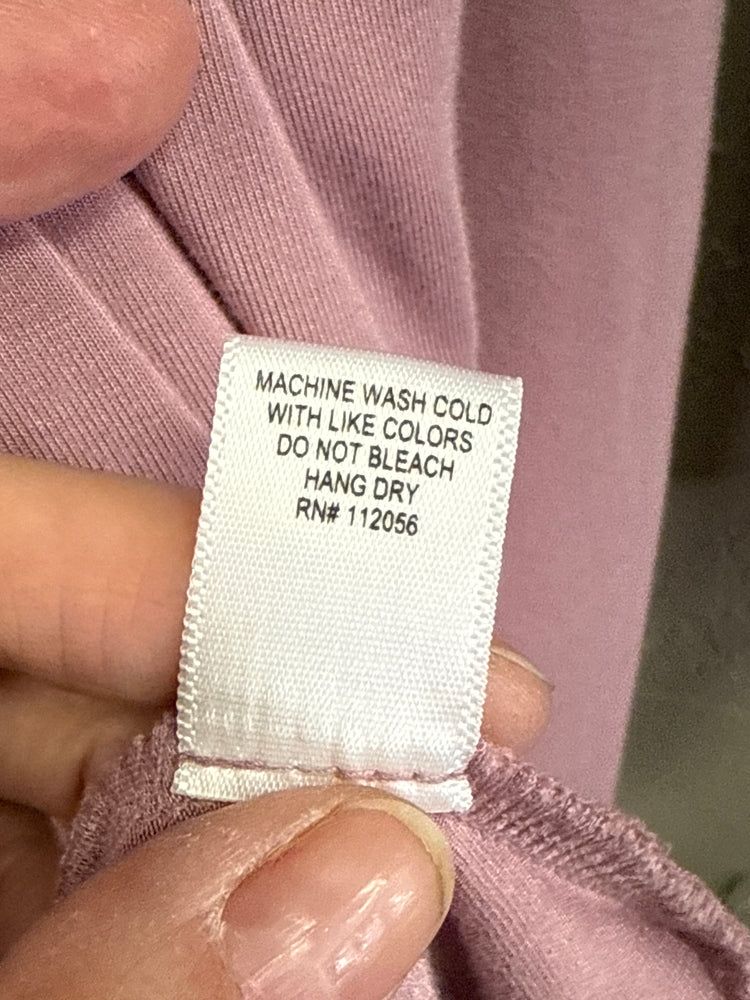 MACHINE WASH COLD
WITH LIKE COLORS
DO NOT BLEACH
HANG DRY
RN# 112056